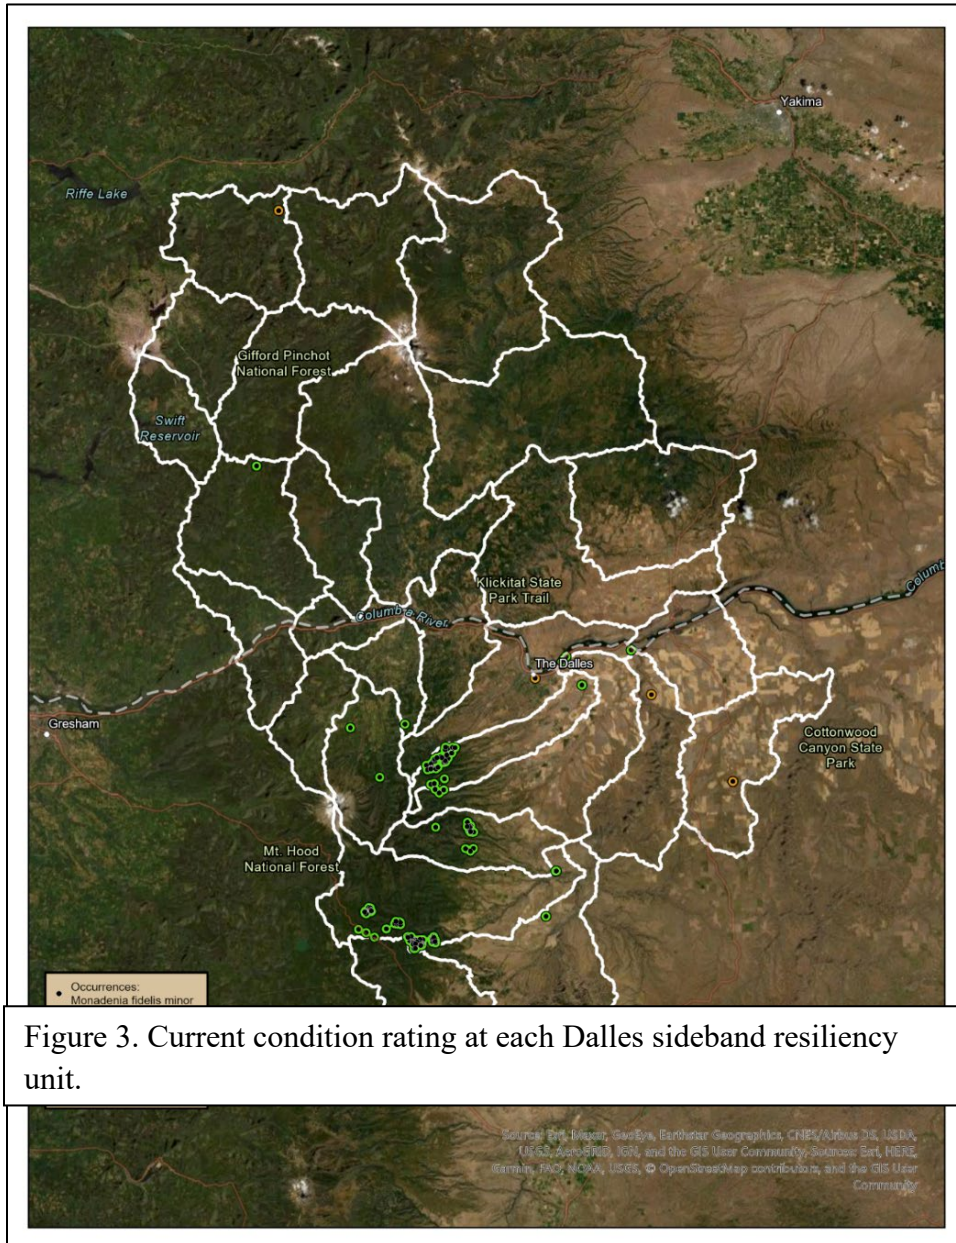 Yakima
Riffe Lake
Gifford Pinchot
National Forest
Swift
Reservoir
Klickitat State
Park Trail
Columbia River
Columb
The Dalles
Gresham
Cottonwood
Canyon State
Park
Mt. Hood
National Forest
Occurrences:
Monadenia fidelis minor
Figure 3. Current condition rating at each Dalles sideband resiliency
unit.
Source: Esri, Maxar, GeoEye, Earthstar Geographics, CNES/Airbus DS, USDA,
USGS, AeroGRID, IGN, and the GIS User Community, Sources: Esri, HERE,
Garmin, FAO, NOAA, USGS, © OpenStreetMap contributors, and the GIS User
Community